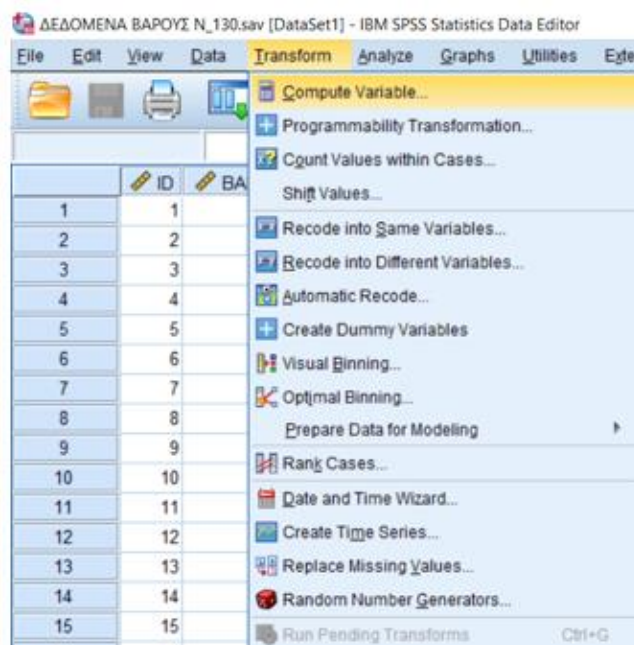 ΔΕΔΟΜΕΝΑ ΒΑΡΟΥΣ N_130.sav [DataSet1] - IBM SPSS Statistics Data Editor
File Edit View Data Transform Analyze Graphs Utilities Exte
Compute Variable...
Programmability Transformation...
Count Values within Cases...
Shift Values...
Recode into Same Variables...
Recode into Different Variables...
Automatic Recode...
Create Dummy Variables
Visual Binning...
Optimal Binning...
Prepare Data for Modeling
Rank Cases...
Date and Time Wizard...
Create Time Series...
Replace Missing Values...
Random Number Generators...
Run Pending Transforms Ctrl+G
ID ΒΑ
1 1
2 2
3 3
4 4
5 5
6 6
7 7
8 8
9 9
10 10
11 11
12 12
13 13
14 14
15 15